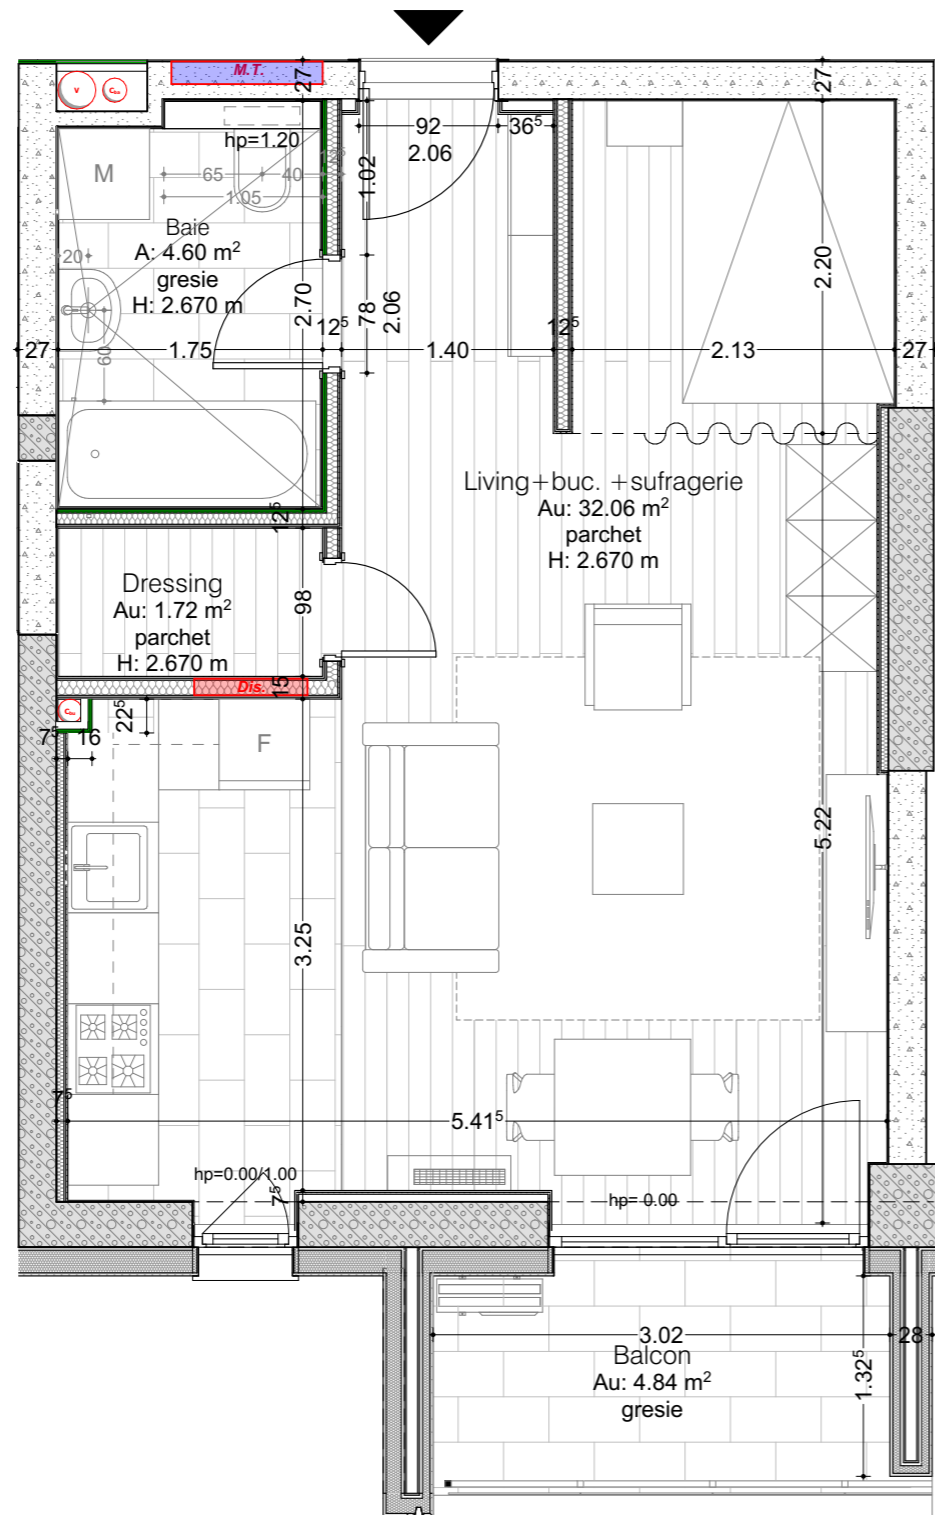 M.T.
V
27
27
92
2.06
36⁵
hp=1.20
M
65
40
1.05
1.02
Baie
A: 4.60 m²
gresie
H: 2.670 m
20
2.70
78
2.06
2.20
27
1.75
12⁵
1.40
12⁵
2.13
27
60
Living+buc. +sufragerie
Au: 32.06 m²
parchet
H: 2.670 m
12⁵
Dressing
Au: 1.72 m²
parchet
H: 2.670 m
98
Dis.
15
22⁵
7⁵
16
F
5.22
3.25
7⁵
5.41⁵
hp=0.00/1.00
7⁵
hp= 0.00
3.02
28
Balcon
Au: 4.84 m²
gresie
1.32⁵